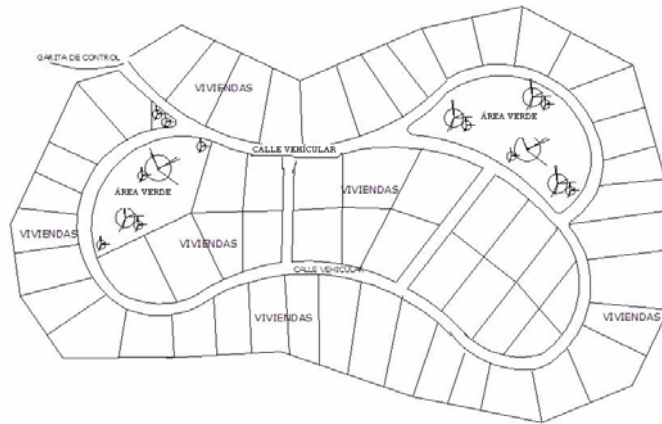 GARITA DE CONTROL
VIVIENDAS
ÁREA VERDE
CALLE VEHICULAR
ÁREA VERDE
VIVIENDAS
VIVIENDAS
VIVIENDAS
CALLE VEHICULAR
VIVIENDAS
VIVIENDAS